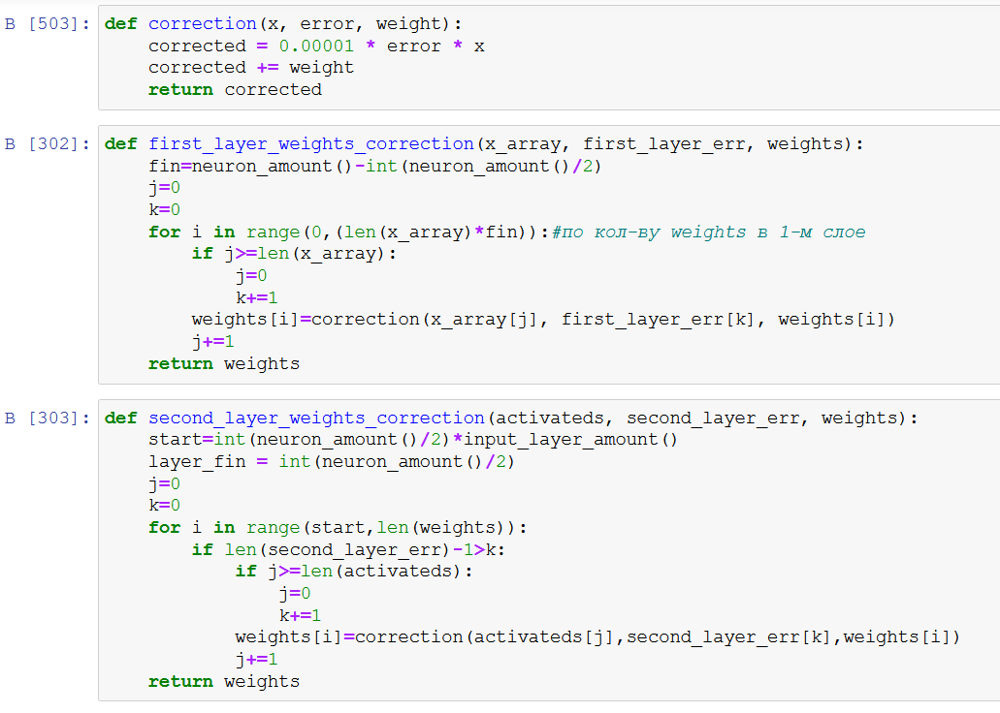 B [503]: def correction(x, error, weight):
    corrected = 0.00001 * error * x
    corrected += weight
    return corrected
B [302]: def first_layer_weights_correction(x_array, first_layer_err, weights):
    fin=neuron_amount()-int(neuron_amount()/2)
    j=0
    k=0
    for i in range(0,(len(x_array)*fin)):#по кол-ву weights в 1-м слое
        if j>=len(x_array):
            j=0
            k+=1
        weights[i]=correction(x_array[j], first_layer_err[k], weights[i])
        j+=1
    return weights
B [303]: def second_layer_weights_correction(activateds, second_layer_err, weights):
    start=int(neuron_amount()/2)*input_layer_amount()
    layer_fin = int(neuron_amount()/2)
    j=0
    k=0
    for i in range(start,len(weights)):
        if len(second_layer_err)-1>k:
            if j>=len(activateds):
                j=0
                k+=1
            weights[i]=correction(activateds[j],second_layer_err[k],weights[i])
            j+=1
    return weights